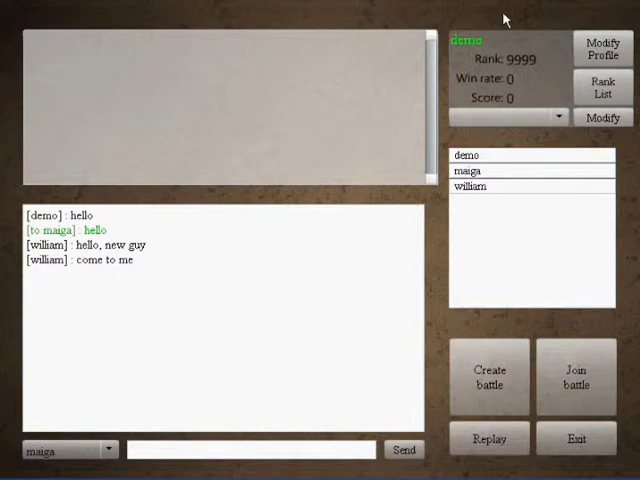 demo
Rank: 9999
Win rate: 0
Score: 0
Modify
Profile
Rank
List
Modify
demo
maiga
william
[demo] : hello
[to maiga] : hello
[william] : hello, new guy
[william] : come to me
Create
battle
Join
battle
Replay
Exit
maiga
Send